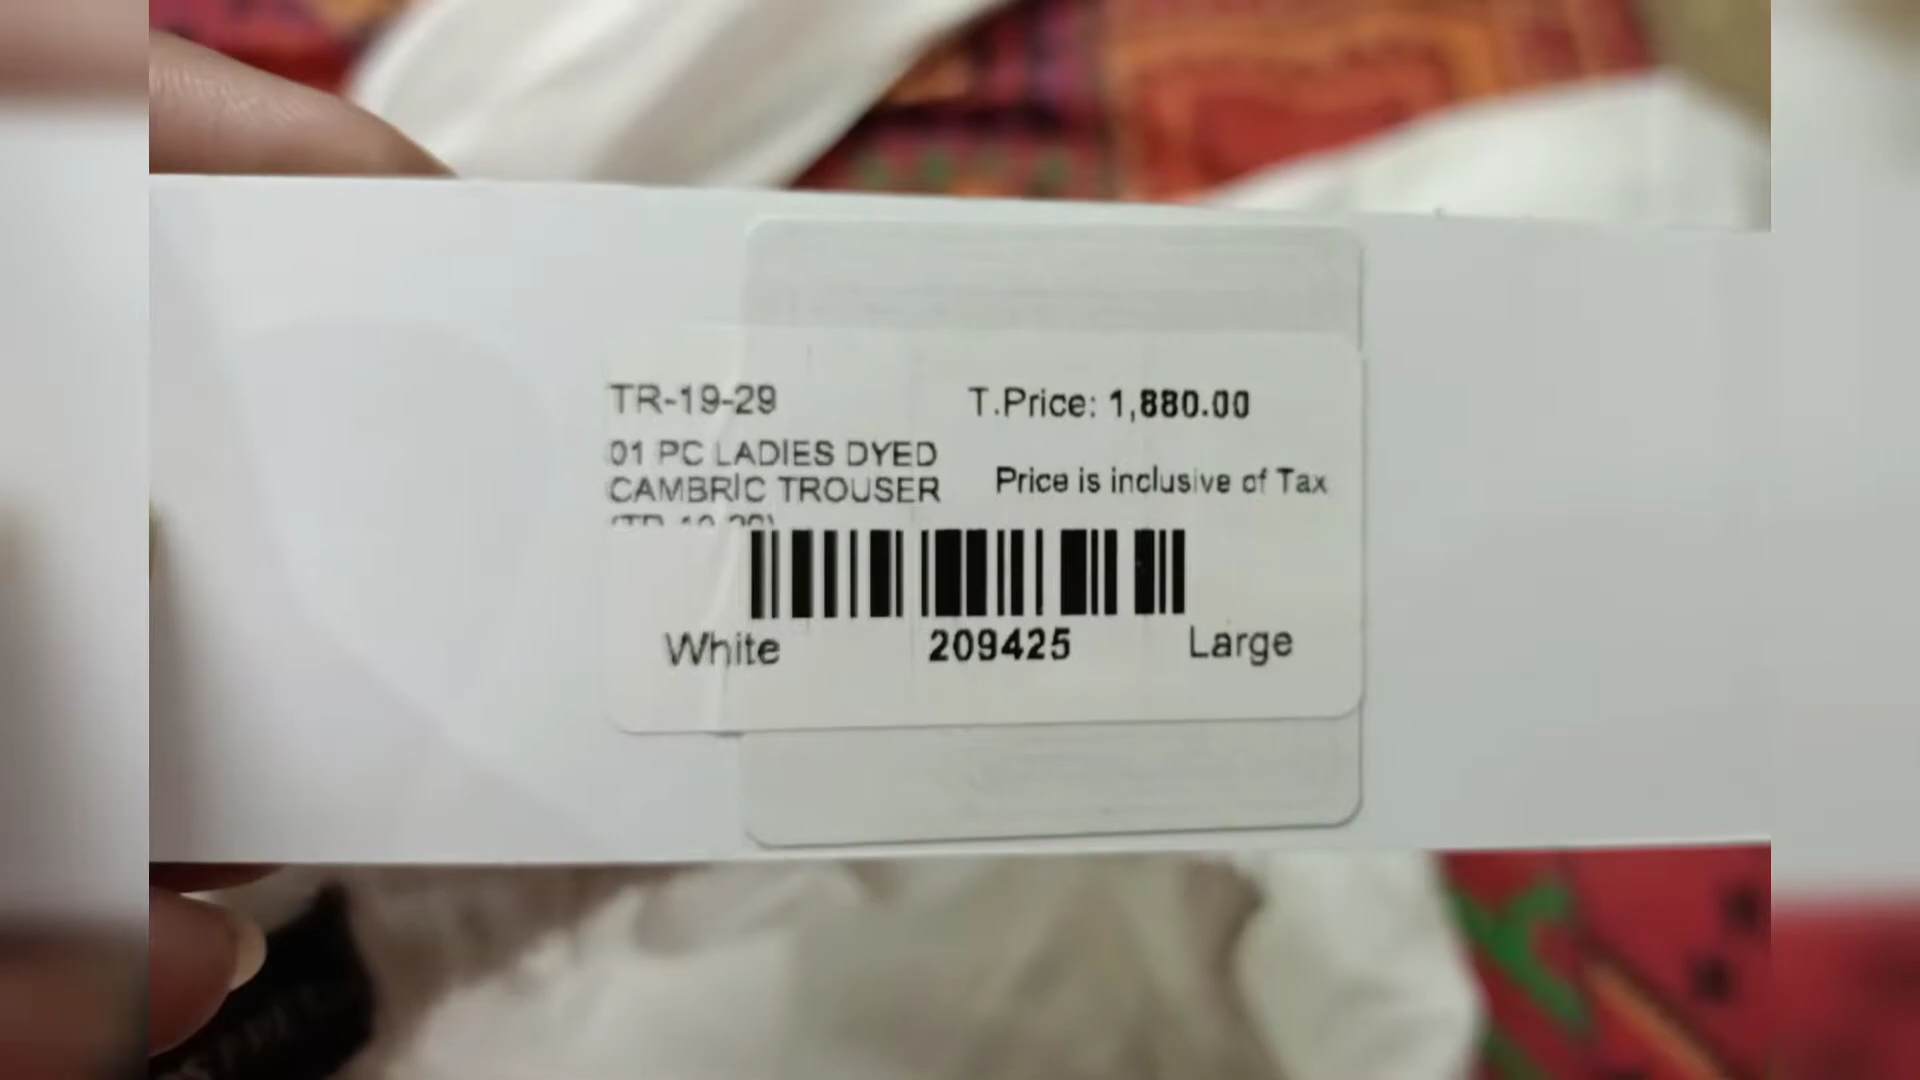 TR-19-29
T.Price: 1,880.00
01 PC LADIES DYED
CAMBRIC TROUSER
Price is inclusive of Tax
White
209425
Large